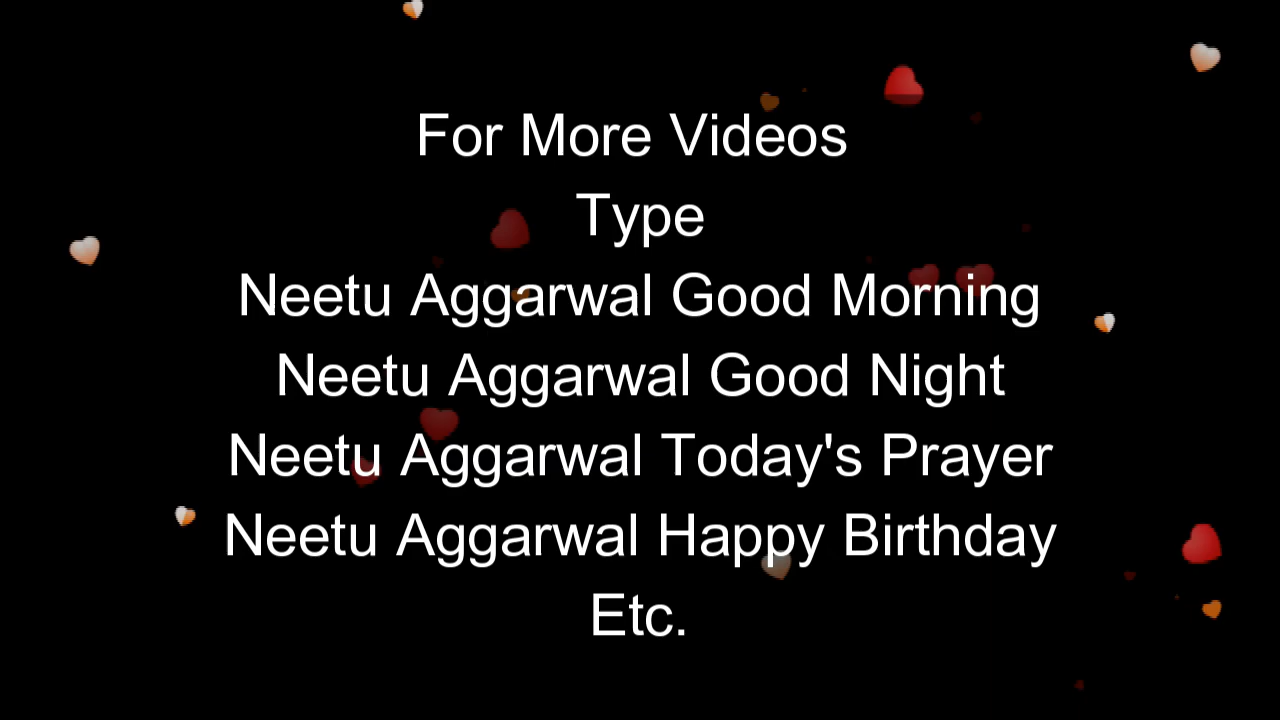 For More Videos
Type
Neetu Aggarwal Good Morning
Neetu Aggarwal Good Night
Neetu Aggarwal Today's Prayer
Neetu Aggarwal Happy Birthday
Etc.